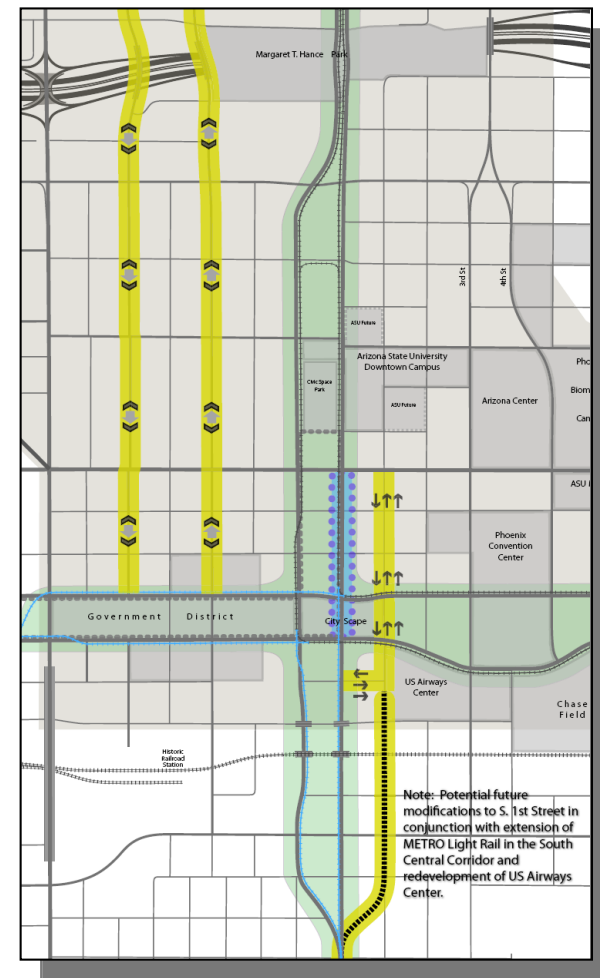 Margaret T. Hance Park
3rd St
4th St
ASU Future
Arizona State University
Downtown Campus
Civic Space
Park
ASU Future
Arizona Center
Pho
Biom
Can
ASU
Phoenix
Convention
Center
Government District
City Scape
US Airways
Center
Chase
Field
Historic
Railroad
Station
Note: Potential future
modifications to S. 1st Street in
conjunction with extension of
METRO Light Rail in the South
Central Corridor and
redevelopment of US Airways
Center.